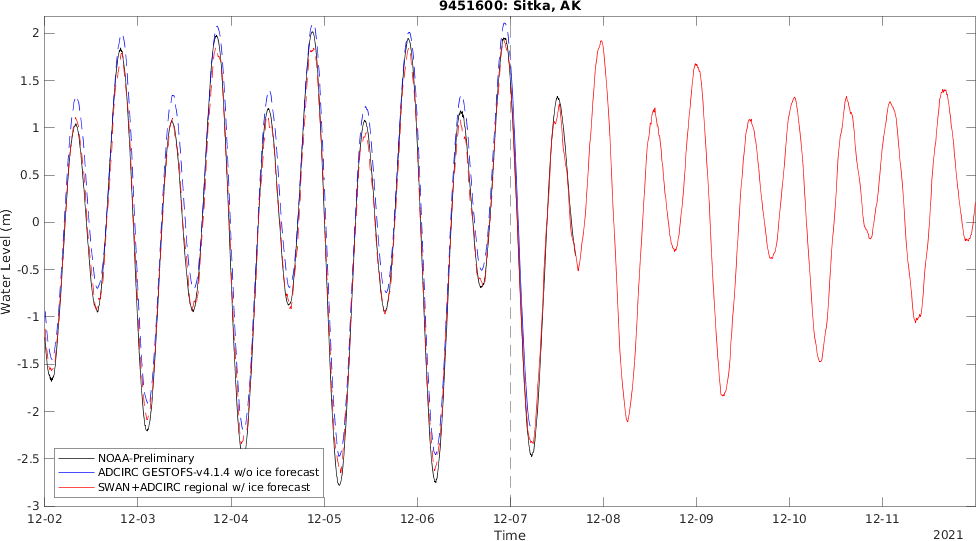 9451600: Sitka, AK
2
1.5
1
0.5
0
-0.5
-1
-1.5
-2
-2.5
-3
Water Level (m)
NOAA-Preliminary
ADCIRC GESTOFS-v4.1.4 w/o ice forecast
SWAN+ADCIRC regional w/ ice forecast
12-02 12-03 12-04 12-05 12-06 12-07 12-08 12-09 12-10 12-11
Time
2021